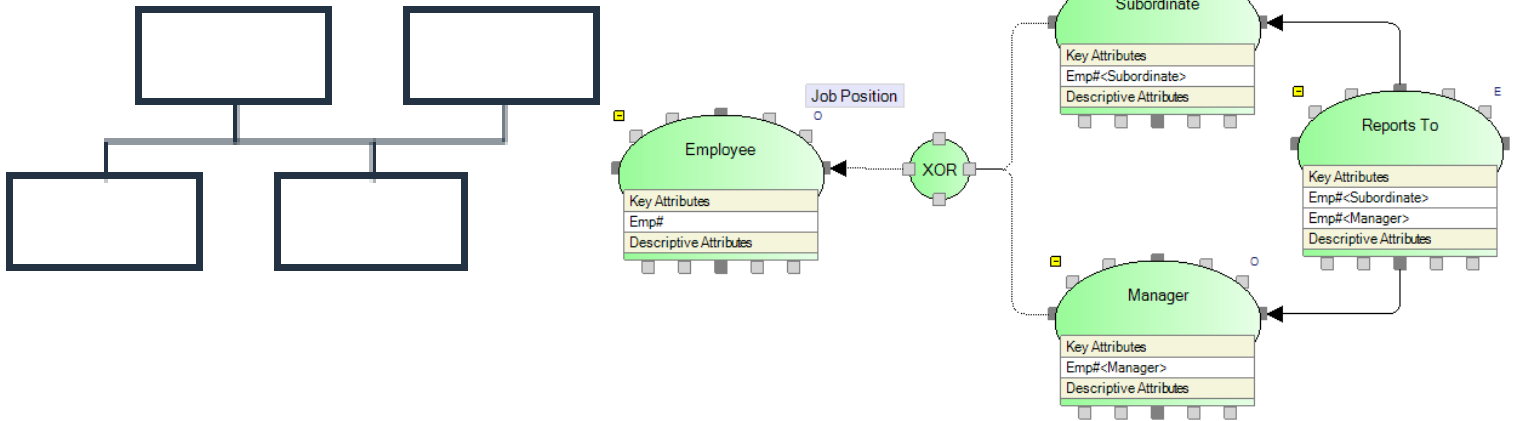 Subordinate
Key Attributes
Emp#<Subordinate>
Descriptive Attributes
Job Position
O
Employee
Key Attributes
Emp#
Descriptive Attributes
XOR
E
Reports To
Key Attributes
Emp#<Subordinate>
Emp#<Manager>
Descriptive Attributes
O
Manager
Key Attributes
Emp#<Manager>
Descriptive Attributes